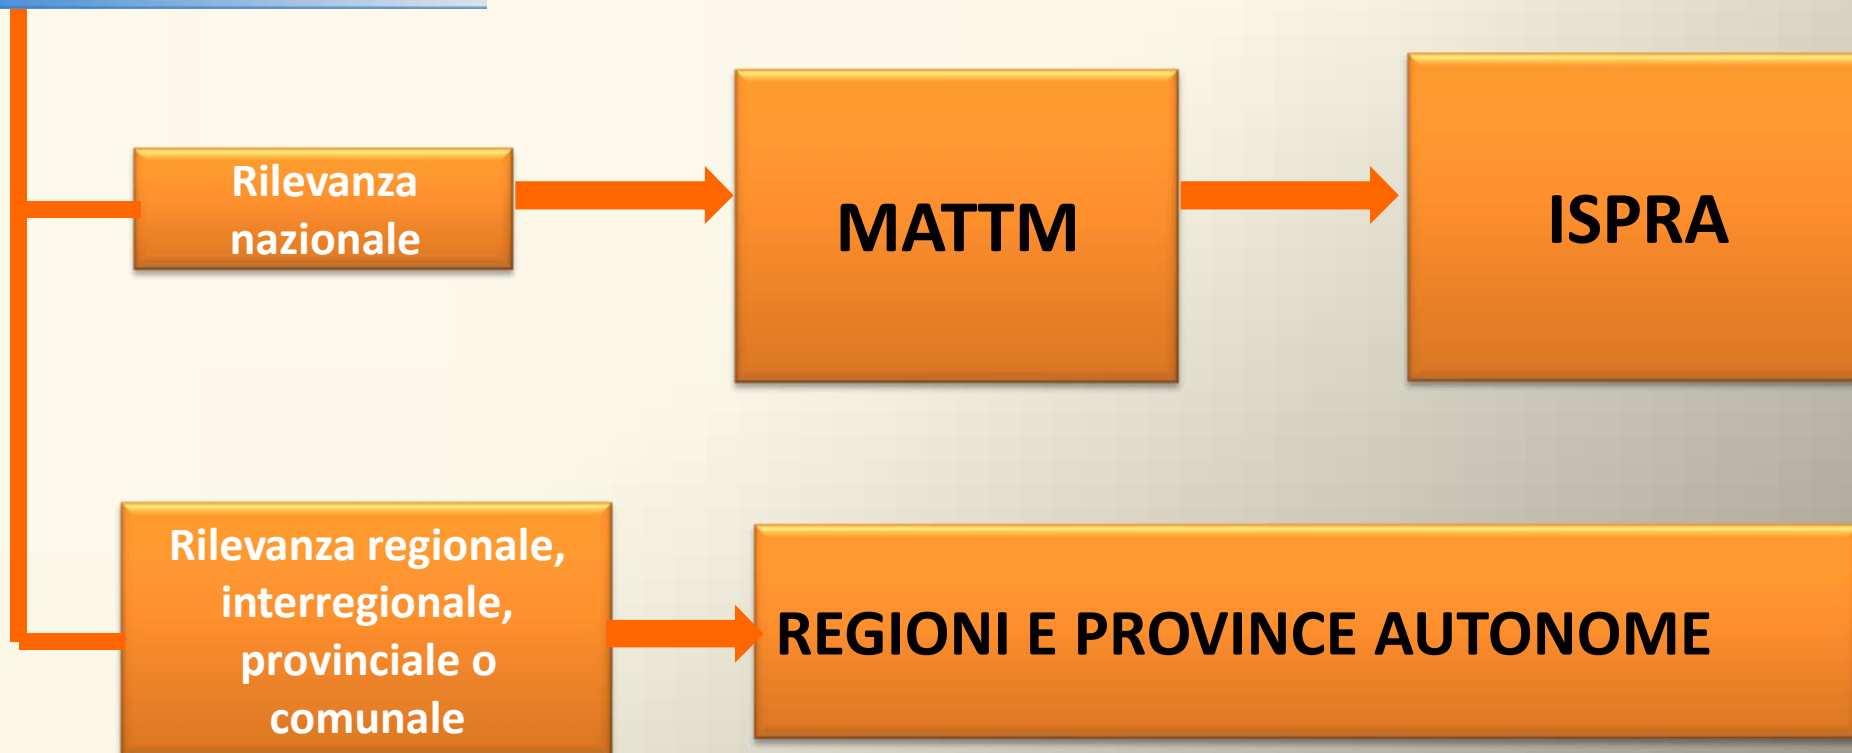 Rilevanza
nazionale
MATTM
ISPRA
Rilevanza regionale,
interregionale,
provinciale o
comunale
REGIONI E PROVINCE AUTONOME